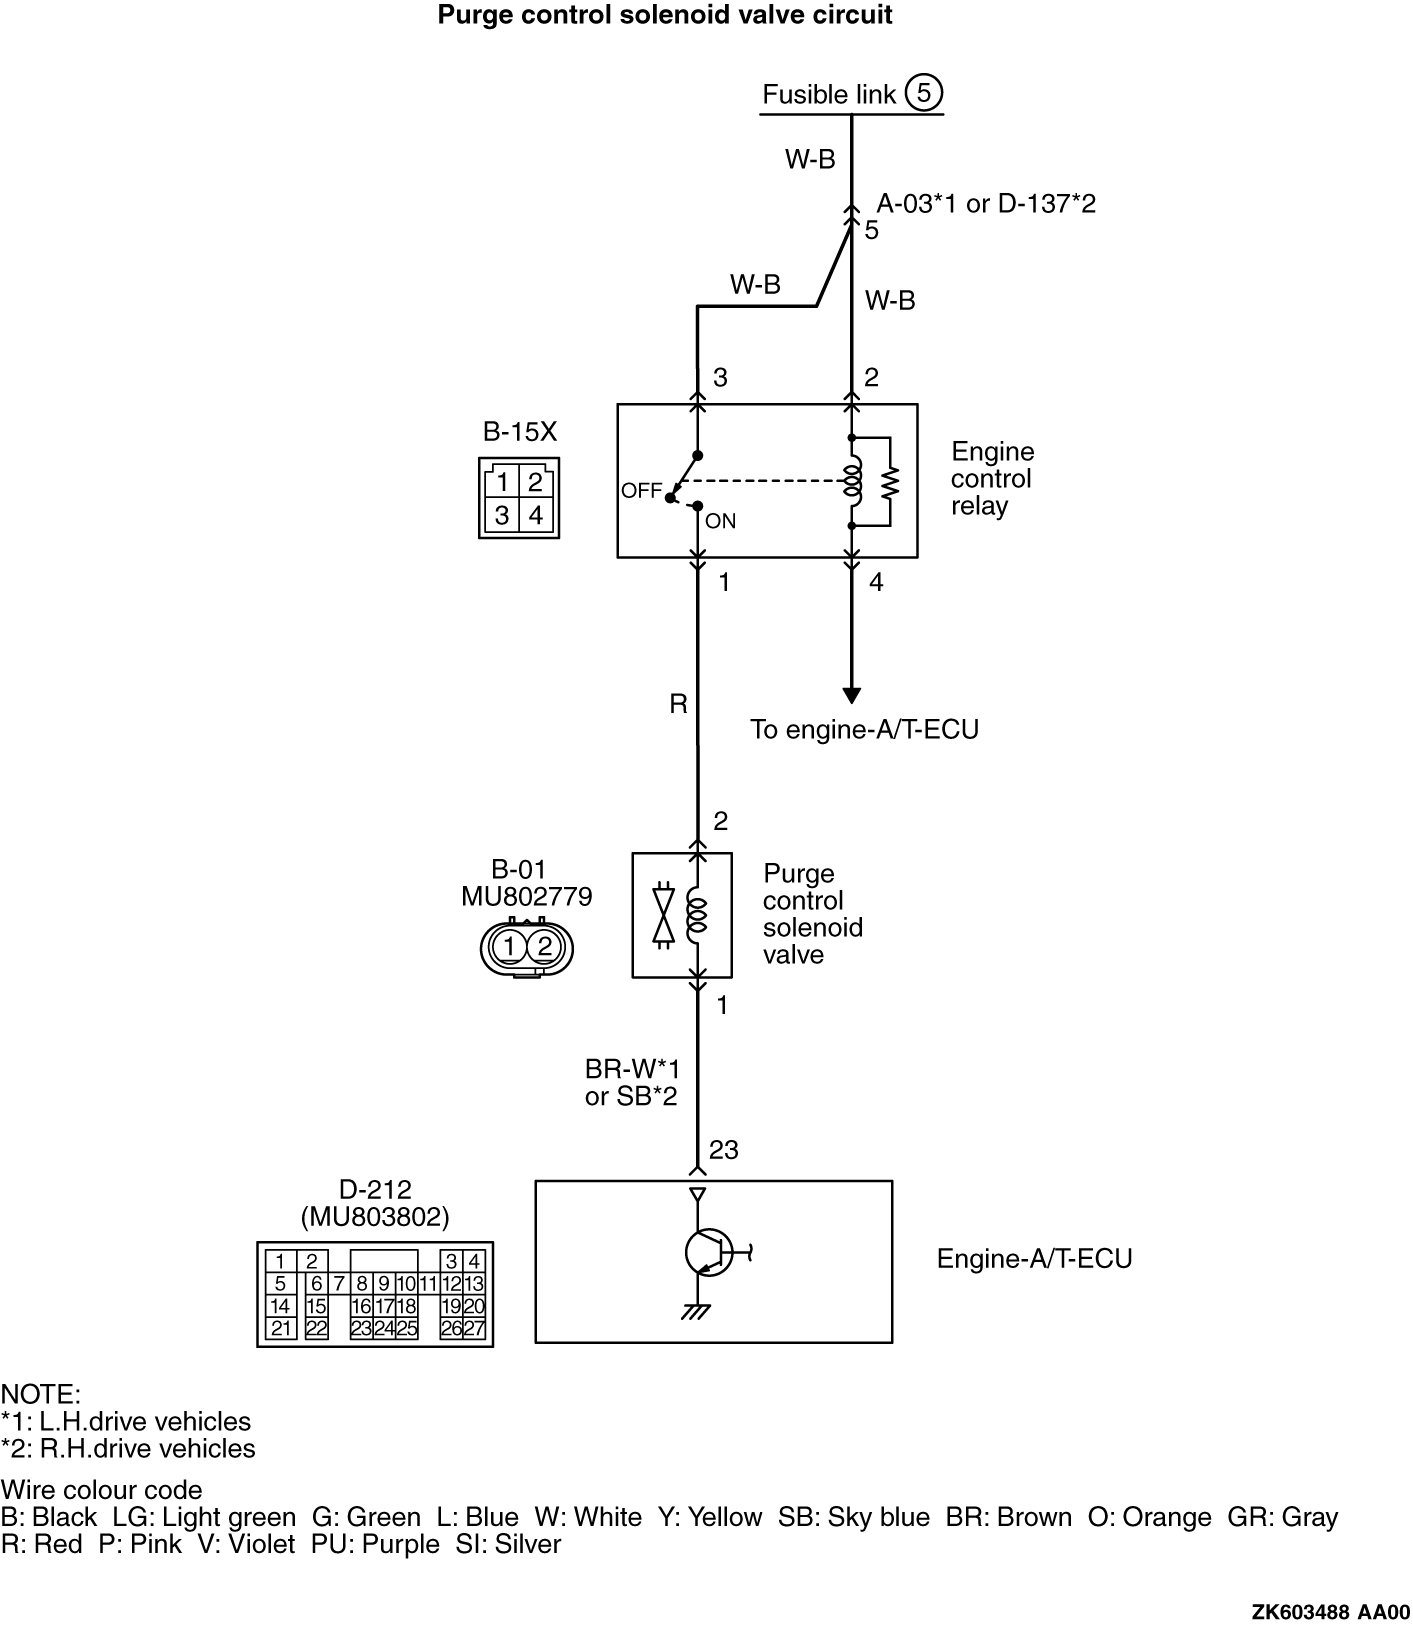 Purge control solenoid valve circuit
Fusible link 5
W-B
A-03*1 or D-137*2
5
W-B
W-B
3
2
B-15X
1 2
3 4
OFF
ON
Engine
control
relay
1
4
R
To engine-A/T-ECU
2
B-01
MU802779
1 2
Purge
control
solenoid
valve
1
BR-W*1
or SB*2
23
D-212
(MU803802)
1 2 3 4
5 6 7 8 9 10 11 12 13
14 15 16 17 18 19 20
21 22 23 24 25 26 27
Engine-A/T-ECU
NOTE:
*1: L.H.drive vehicles
*2: R.H.drive vehicles
Wire colour code
B: Black LG: Light green G: Green L: Blue W: White Y: Yellow SB: Sky blue BR: Brown O: Orange GR: Gray
R: Red P: Pink V: Violet PU: Purple SI: Silver
ZK603488 AA00